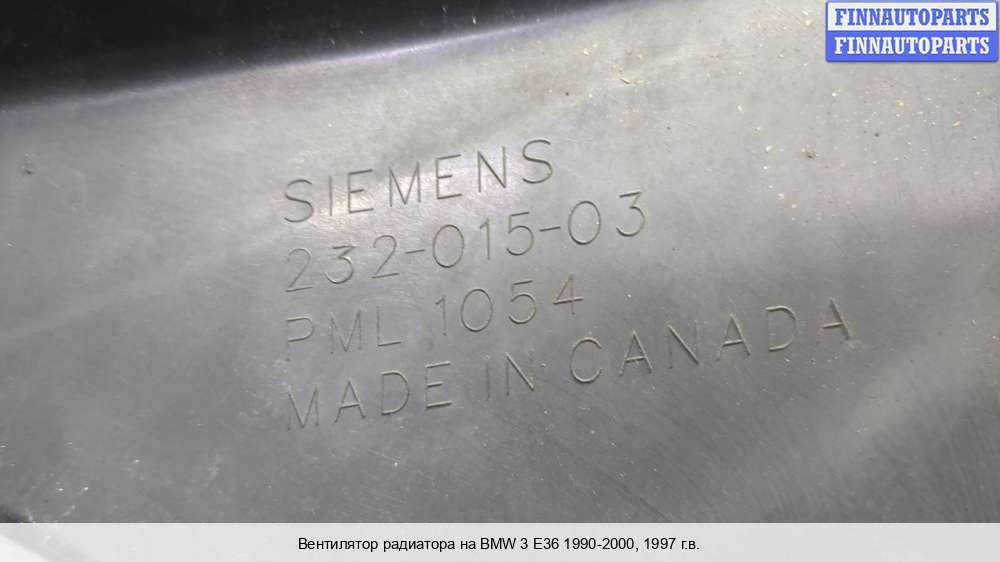 FINNAUTOPARTS
FINNAUTOPARTS
SIEMENS
232-015-03
PML 1054
MADE IN CANADA
Вентилятор радиатора на BMW 3 E36 1990-2000, 1997 г.в.